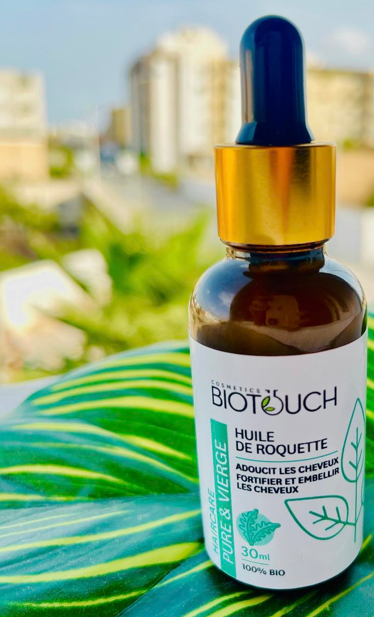 COSMETICS
BIOTOUCH
HUILE
DE ROQUETTE
ADOUCIT LES CHEVEUX
FORTIFIER ET EMBELLIR
LES CHEVEUX
HAIRCARE
PURE & VIERGE
30ml
100% BIO